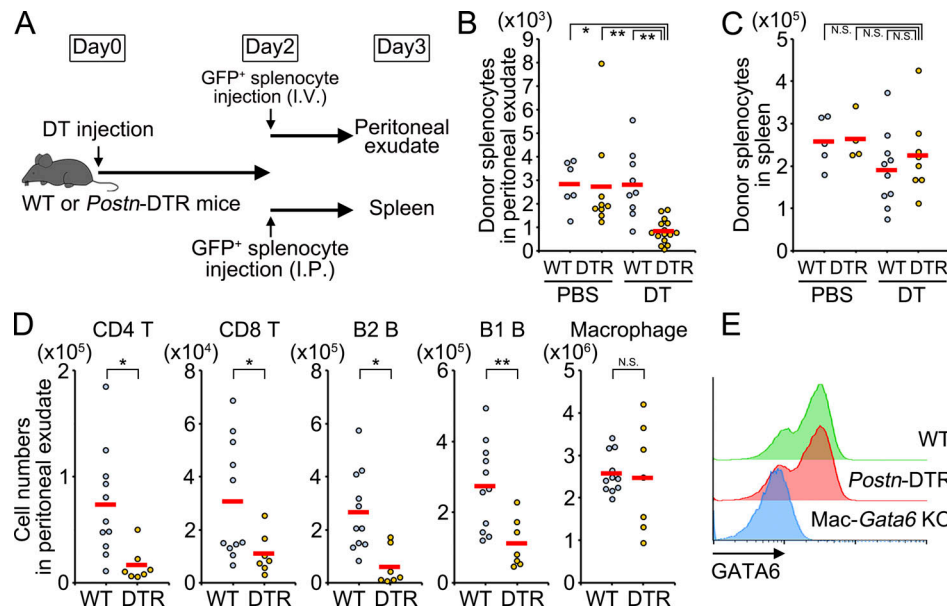 A
Day0
Day2
Day3
GFP+ splenocyte
injection (I.V.)
DT injection
Peritoneal
exudate
WT or Postn-DTR mice
Spleen
GFP+ splenocyte
injection (I.P.)
B
(x10³)
Donor splenocytes
in peritoneal exudate
* ** **
9
8
7
6
5
4
3
2
1
0
WT DTR WT DTR
PBS DT
C
(x10⁵)
Donor splenocytes
in spleen
N.S. N.S. N.S.
5
4
3
2
1
0
WT DTR WT DTR
PBS DT
D
Cell numbers
in peritoneal exudate
CD4 T
(x10⁵)
*
2
1
0
WT DTR
CD8 T
(x10⁴)
*
8
6
4
2
0
WT DTR
B2 B
(x10⁵)
*
8
6
4
2
0
WT DTR
B1 B
(x10⁵)
**
6
4
2
0
WT DTR
Macrophage
(x10⁶)
N.S.
5
4
3
2
1
0
WT DTR
E
WT
Postn-DTR
Mac-Gata6 KO
GATA6